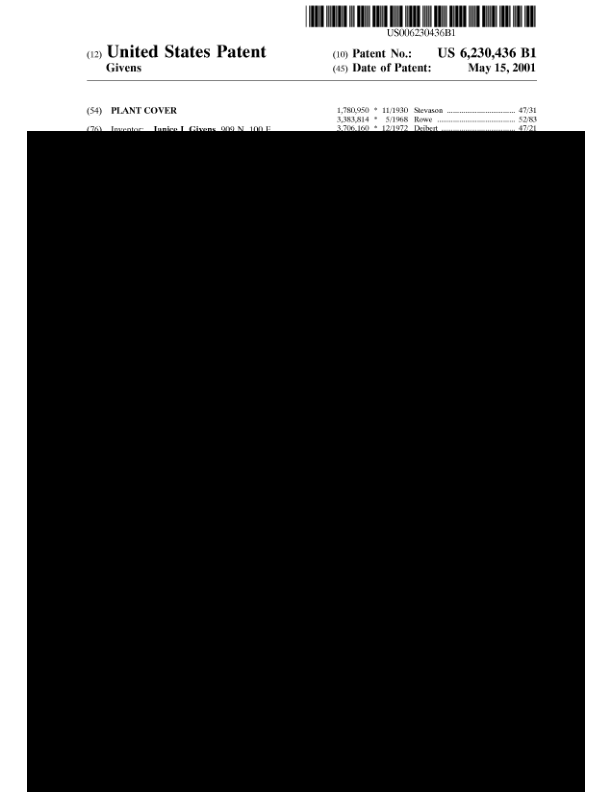 US006230436B1
(12) United States Patent
Givens
(10) Patent No.: US 6,230,436 B1
(45) Date of Patent: May 15, 2001
(54) PLANT COVER
(76) Inventor: Janice L Givens, 909 N. 100 E
1,780,950 * 11/1930 Stevason ........................ 47/31
3,383,814 * 5/1968 Rowe ........................ 52/83
3,706,160 * 12/1972 Deibert ........................ 47/21